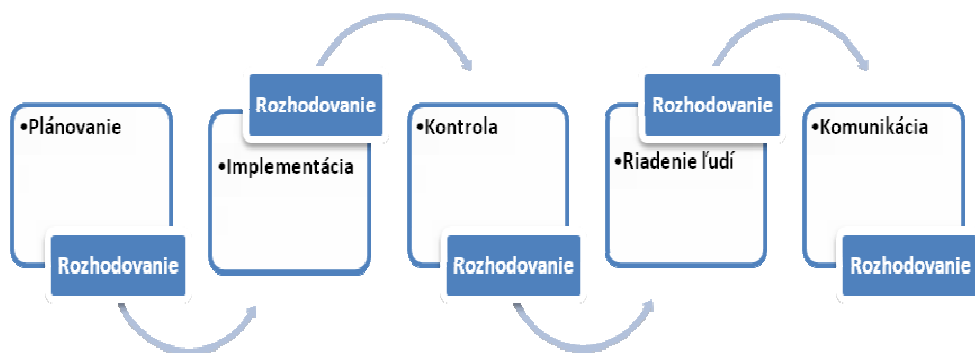 •Plánovanie
Rozhodovanie
Rozhodovanie
•Implementácia
•Kontrola
Rozhodovanie
Rozhodovanie
•Riadenie ľudí
•Komunikácia
Rozhodovanie